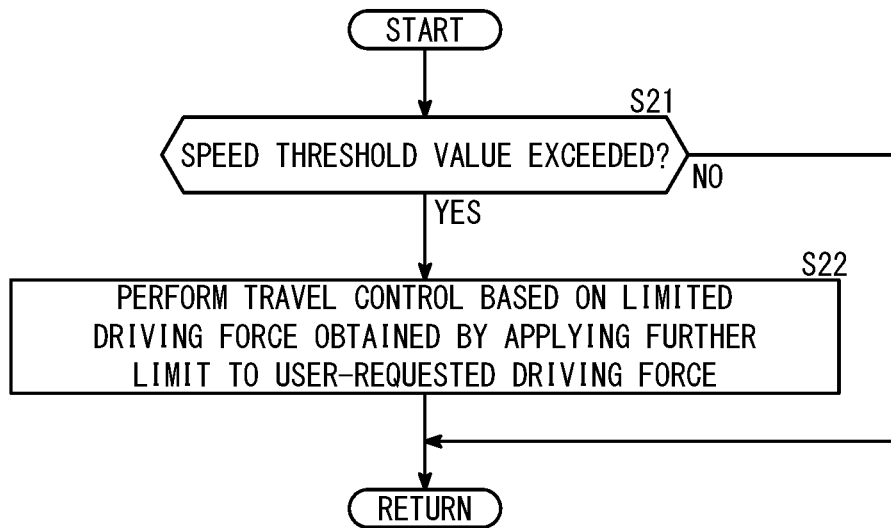 START
S21
SPEED THRESHOLD VALUE EXCEEDED?
NO
YES
S22
PERFORM TRAVEL CONTROL BASED ON LIMITED
DRIVING FORCE OBTAINED BY APPLYING FURTHER
LIMIT TO USER-REQUESTED DRIVING FORCE
RETURN